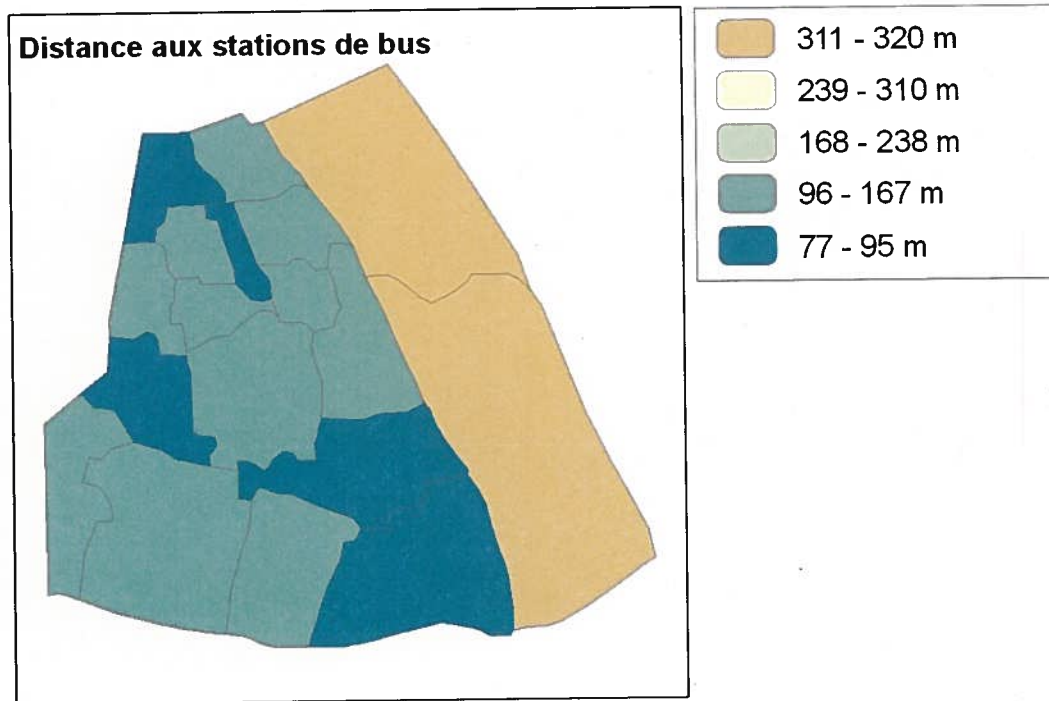 Distance aux stations de bus
311 - 320 m
239 - 310 m
168 - 238 m
96 - 167 m
77 - 95 m